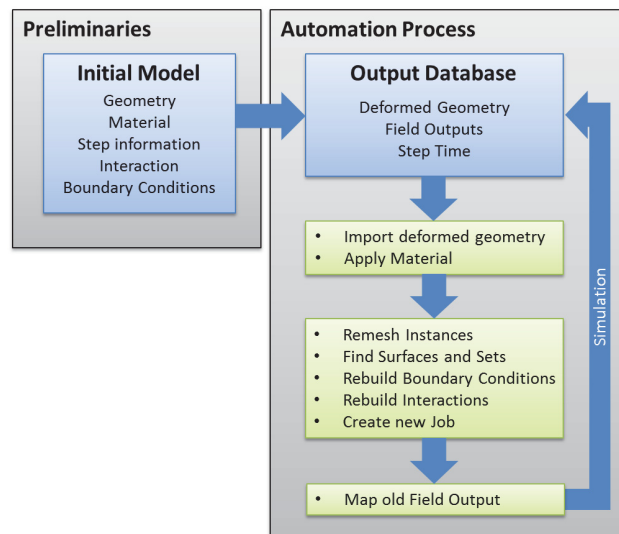 Preliminaries
Initial Model
Geometry
Material
Step information
Interaction
Boundary Conditions
Automation Process
Output Database
Deformed Geometry
Field Outputs
Step Time
• Import deformed geometry
• Apply Material
• Remesh Instances
• Find Surfaces and Sets
• Rebuild Boundary Conditions
• Rebuild Interactions
• Create new Job
• Map old Field Output
Simulation